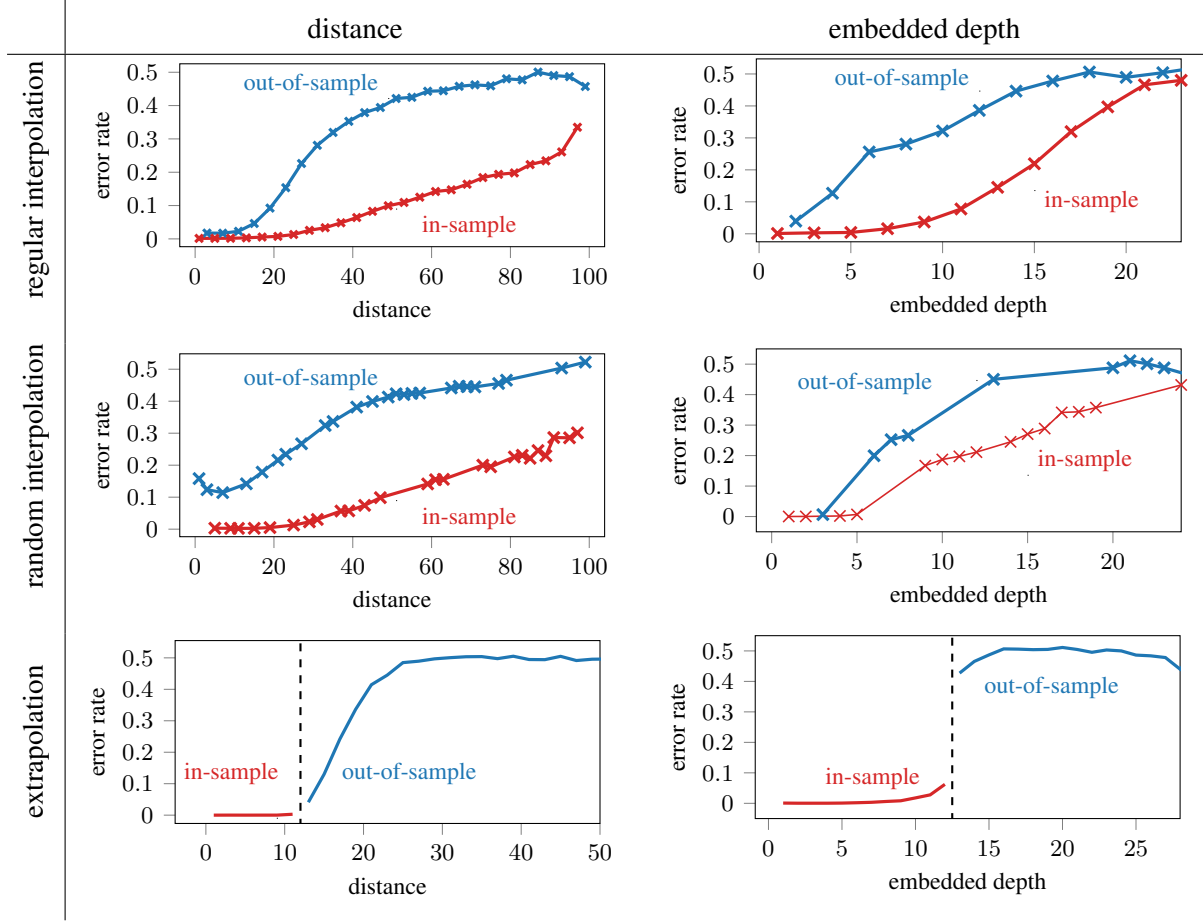 distance
embedded depth
regular interpolation
0.5
0.4
0.3
0.2
0.1
0
error rate
out-of-sample
in-sample
0 20 40 60 80 100
distance
0.5
0.4
0.3
0.2
0.1
0
error rate
out-of-sample
in-sample
0 5 10 15 20
embedded depth
random interpolation
0.5
0.4
0.3
0.2
0.1
0
error rate
out-of-sample
in-sample
0 20 40 60 80 100
distance
0.5
0.4
0.3
0.2
0.1
0
error rate
out-of-sample
in-sample
0 5 10 15 20
embedded depth
extrapolation
0.5
0.4
0.3
0.2
0.1
0
error rate
in-sample
out-of-sample
0 10 20 30 40 50
distance
0.5
0.4
0.3
0.2
0.1
0
error rate
out-of-sample
in-sample
0 5 10 15 20 25
embedded depth